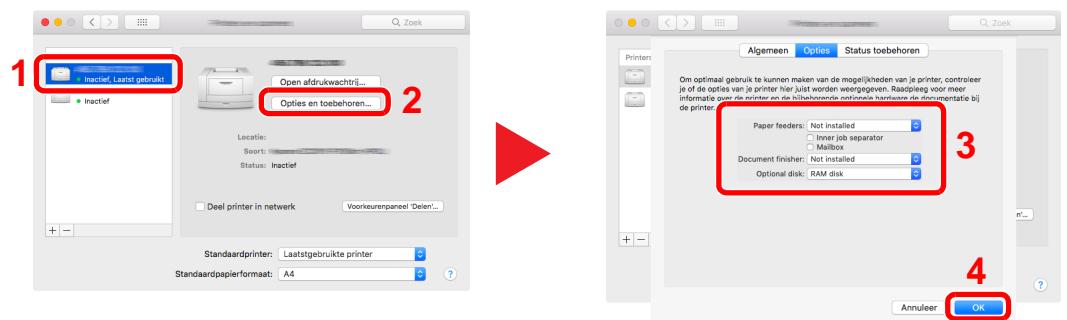 Zoek
1
Inactief, Laatst gebruikt
Inactief
Open afdrukwachtrij...
Opties en toebehoren...
2
Locatie:
Soort:
Status: Inactief
Deel printer in netwerk
Voorkeurenpaneel 'Delen'...
+ −
Standaardprinter: Laatstgebruikte printer
Standaardpapierformaat: A4
?
Zoek
Printers
Algemeen Opties Status toebehoren
Om optimaal gebruik te kunnen maken van de mogelijkheden van je printer, controleer
je of de opties van je printer hier juist worden weergegeven. Raadpleeg voor meer
informatie over de printer en de bijbehorende optionele hardware de documentatie bij
de printer.
Paper feeders: Not installed
Inner job separator
Mailbox
Document finisher: Not installed
Optional disk: RAM disk
3
n'...
+ −
4
?
Annuleer OK